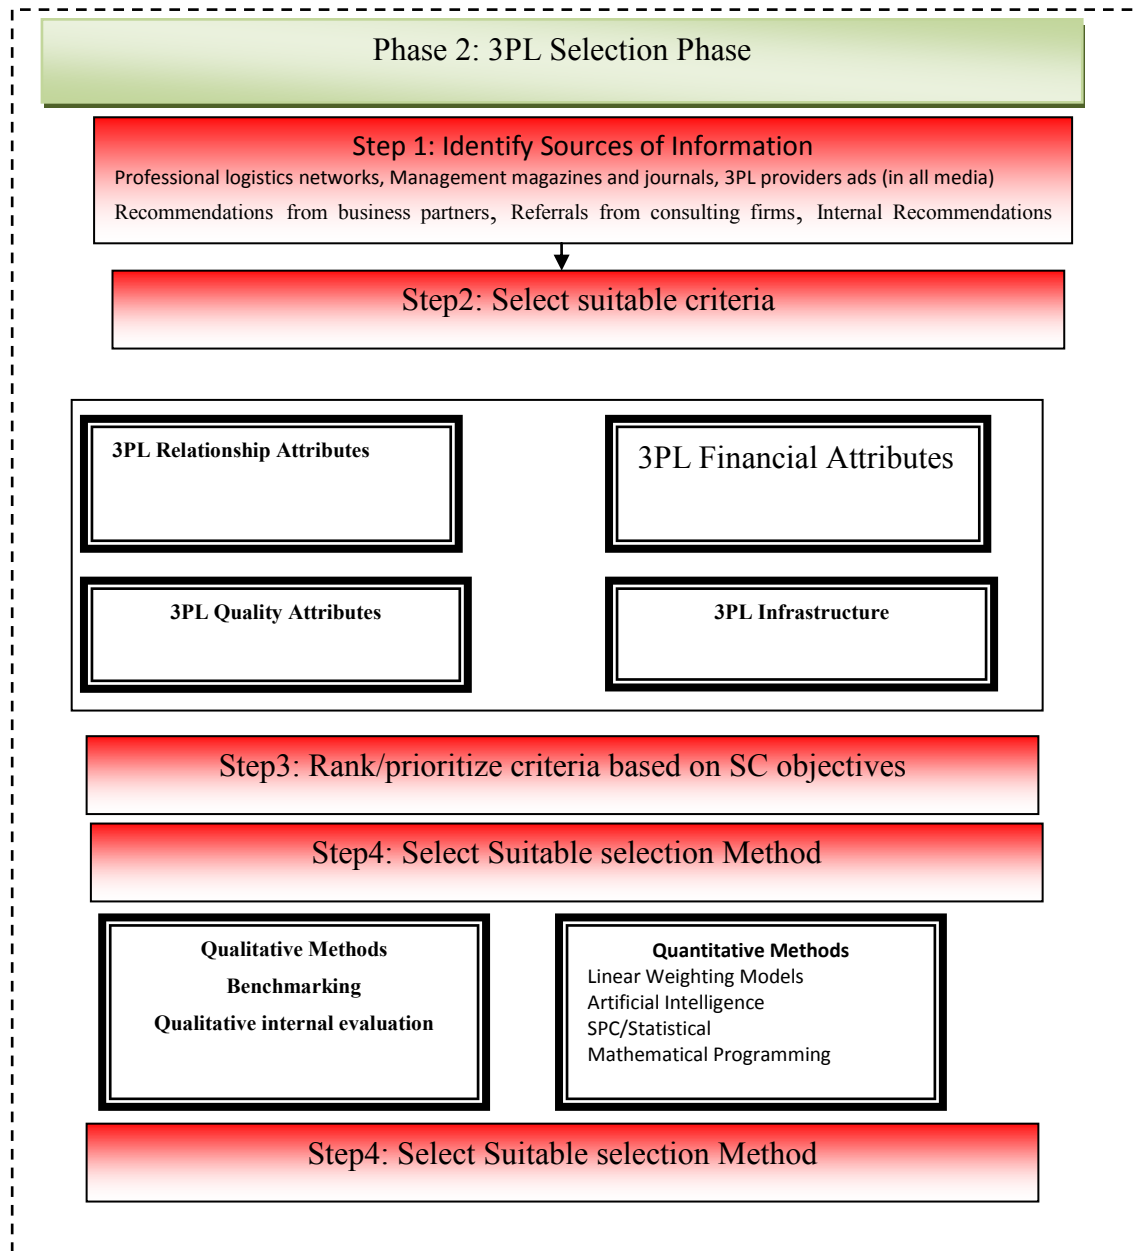 Phase 2: 3PL Selection Phase
Step 1: Identify Sources of Information
Professional logistics networks, Management magazines and journals, 3PL providers ads (in all media)
Recommendations from business partners, Referrals from consulting firms, Internal Recommendations
Step2: Select suitable criteria
3PL Relationship Attributes
3PL Financial Attributes
3PL Quality Attributes
3PL Infrastructure
Step3: Rank/prioritize criteria based on SC objectives
Step4: Select Suitable selection Method
Qualitative Methods
Benchmarking
Qualitative internal evaluation
Quantitative Methods
Linear Weighting Models
Artificial Intelligence
SPC/Statistical
Mathematical Programming
Step4: Select Suitable selection Method